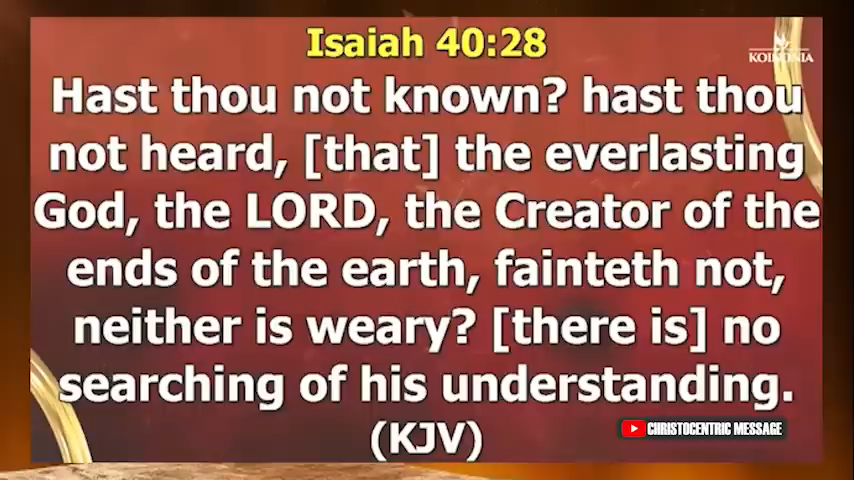 Isaiah 40:28
KOINONIA
Hast thou not known? hast thou
not heard, [that] the everlasting
God, the LORD, the Creator of the
ends of the earth, fainteth not,
neither is weary? [there is] no
searching of his understanding.
(KJV)
CHRISTOCENTRIC MESSAGE